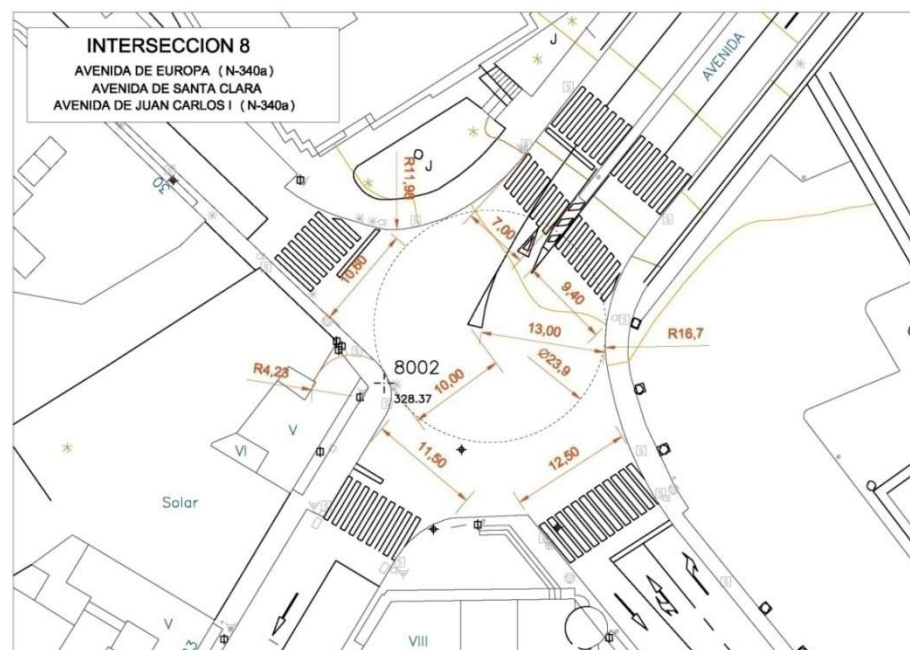 INTERSECCION 8
AVENIDA DE EUROPA (N-340a)
AVENIDA DE SANTA CLARA
AVENIDA DE JUAN CARLOS I (N-340a)
AVENIDA
J
J
R11,98
7,00
10,60
9,40
13,00
R16,7
Ø23,9
8002
328.37
R4,23
10,00
V
VI
11,50
12,50
Solar
V
VIII